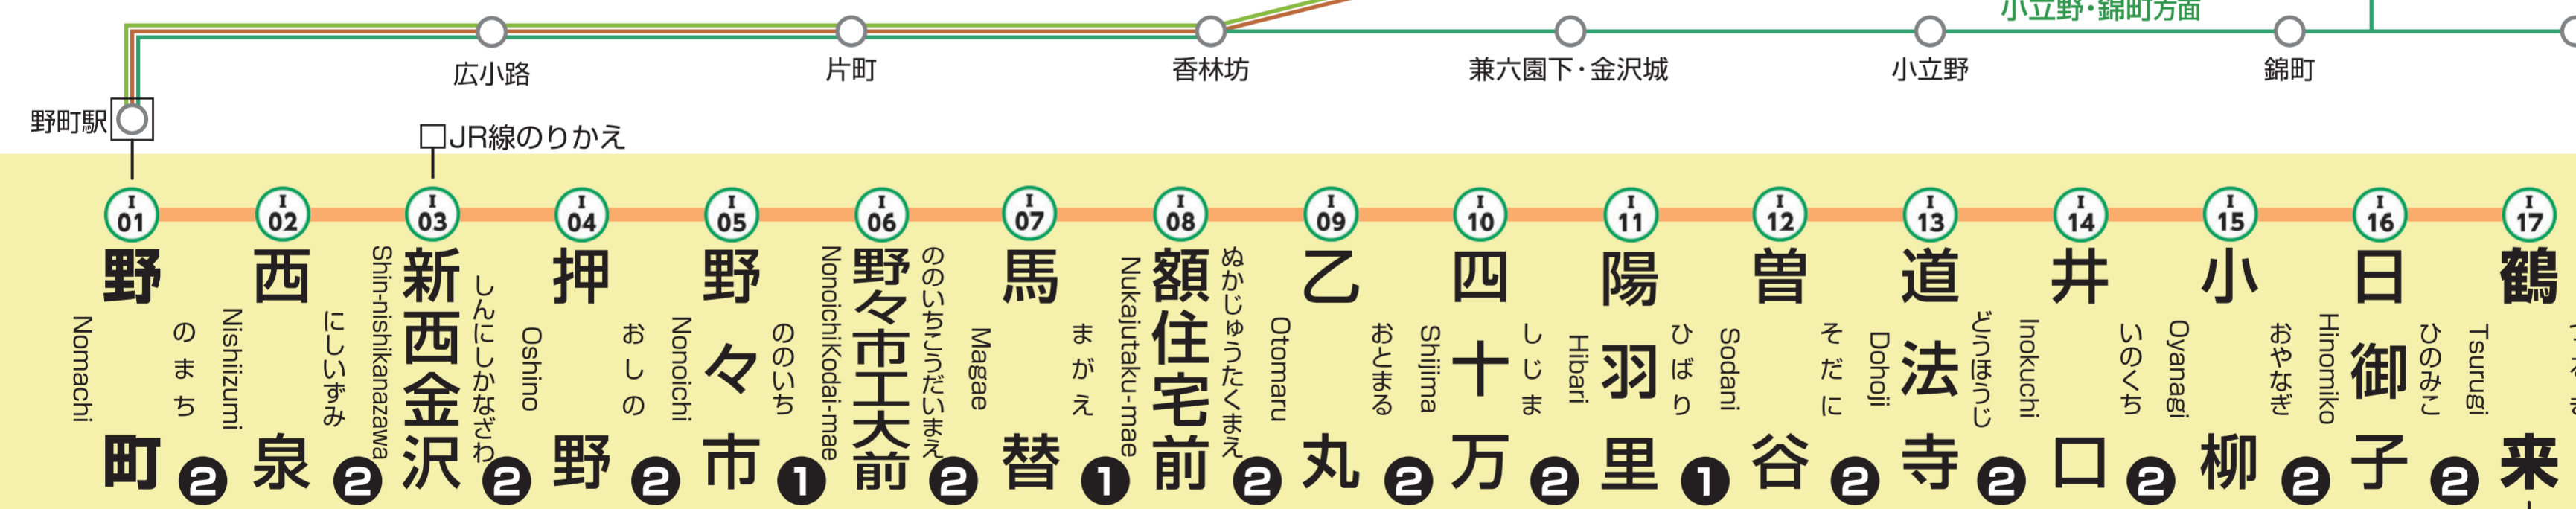 小立野・錦町方面
広小路
片町
香林坊
兼六園下・金沢城
小立野
錦町
野町駅
JR線のりかえ
I 01
野町
のまち
Nomachi
2
I 02
西泉
にしいずみ
Nishiizumi
2
I 03
新西金沢
しんにしかなざわ
Shin-nishikanazawa
2
I 04
押野
おしの
Oshino
2
I 05
野々市
ののいち
Nonoichi
1
I 06
野々市工大前
ののいちこうだいまえ
NonoichiKodai-mae
2
I 07
馬替
まがえ
Magae
1
I 08
額住宅前
ぬかじゅうたくまえ
Nukajutaku-mae
2
I 09
乙丸
おとまる
Otomaru
2
I 10
四十万
しじま
Shijima
2
I 11
陽羽里
ひばり
Hibari
1
I 12
曽谷
そだに
Sodani
2
I 13
道法寺
どうほうじ
Dohoji
2
I 14
井口
いのくち
Inokuchi
2
I 15
小柳
おやなぎ
Oyanagi
2
I 16
日御子
ひのみこ
Hinomiko
2
I 17
鶴来
Tsurugi